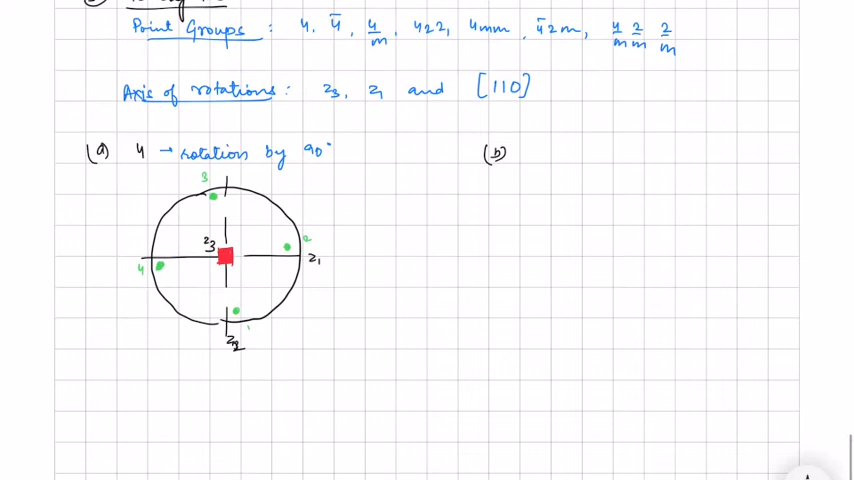 Point Groups : 4, 4̅, 4/m, 422, 4mm, 4̅2m, 4/m 2/m 2/m
Axis of rotations : z3, z1 and [110]
(a) 4 → rotation by 90°
(b)
3
2
z3
z1
4
1
z2